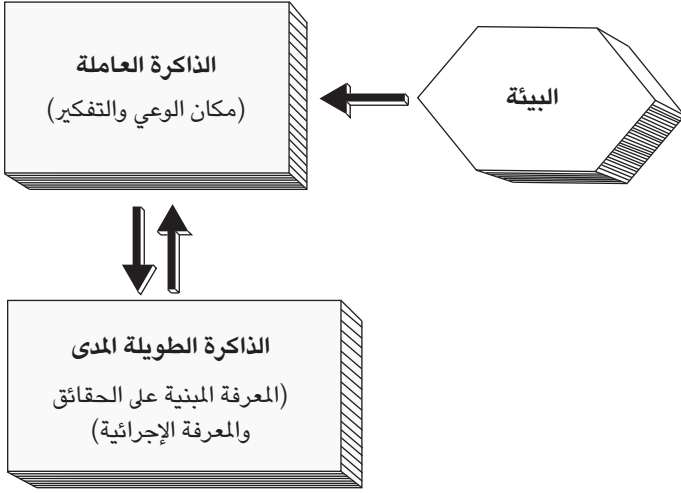 الذاكرة العاملة
(مكان الوعي والتفكير)
البيئة
الذاكرة الطويلة المدى
(المعرفة المبنية على الحقائق
والمعرفة الإجرائية)